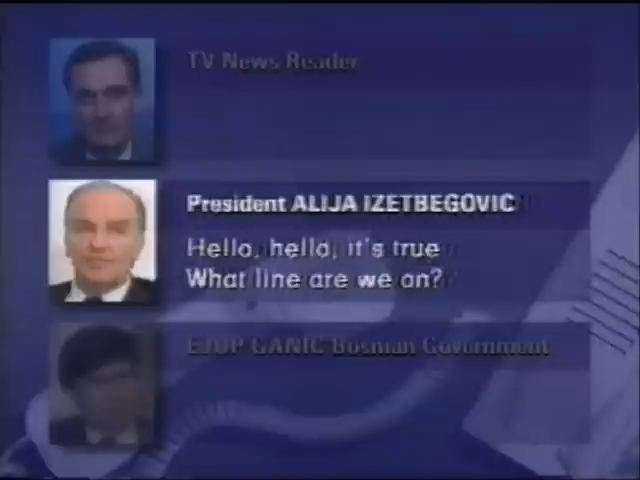 TV News Reader
President ALIJA IZETBEGOVIC
Hello, hello, it's true
What line are we on?
EJUP GANIC Bosnian Government